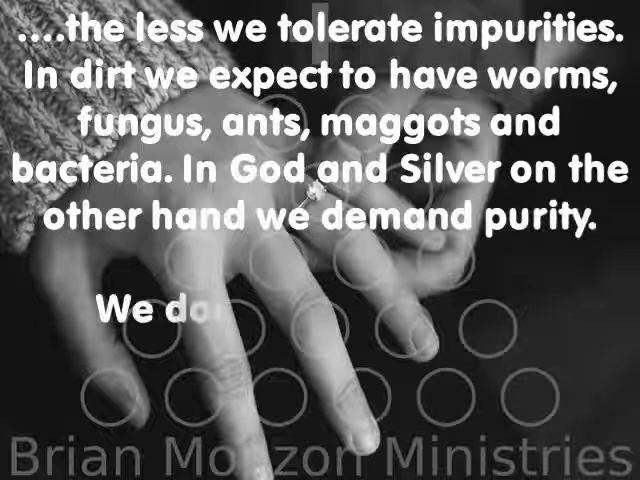 ....the less we tolerate impurities.
In dirt we expect to have worms,
fungus, ants, maggots and
bacteria. In God and Silver on the
other hand we demand purity.
We do
Brian Monzon Ministries